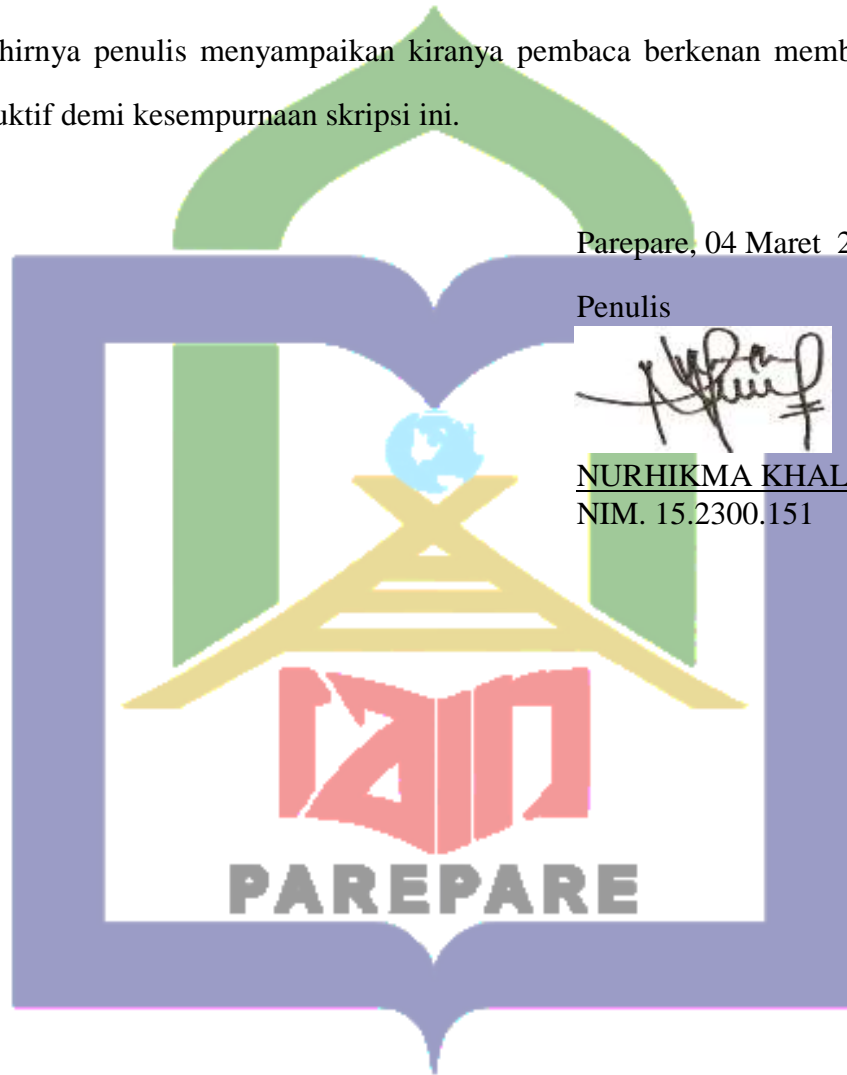 hirnya penulis menyampaikan kiranya pembaca berkenan memb
uktif demi kesempurnaan skripsi ini.
Parepare, 04 Maret 2
Penulis
NURHIKMA KHAL
NIM. 15.2300.151
iain
PAREPARE